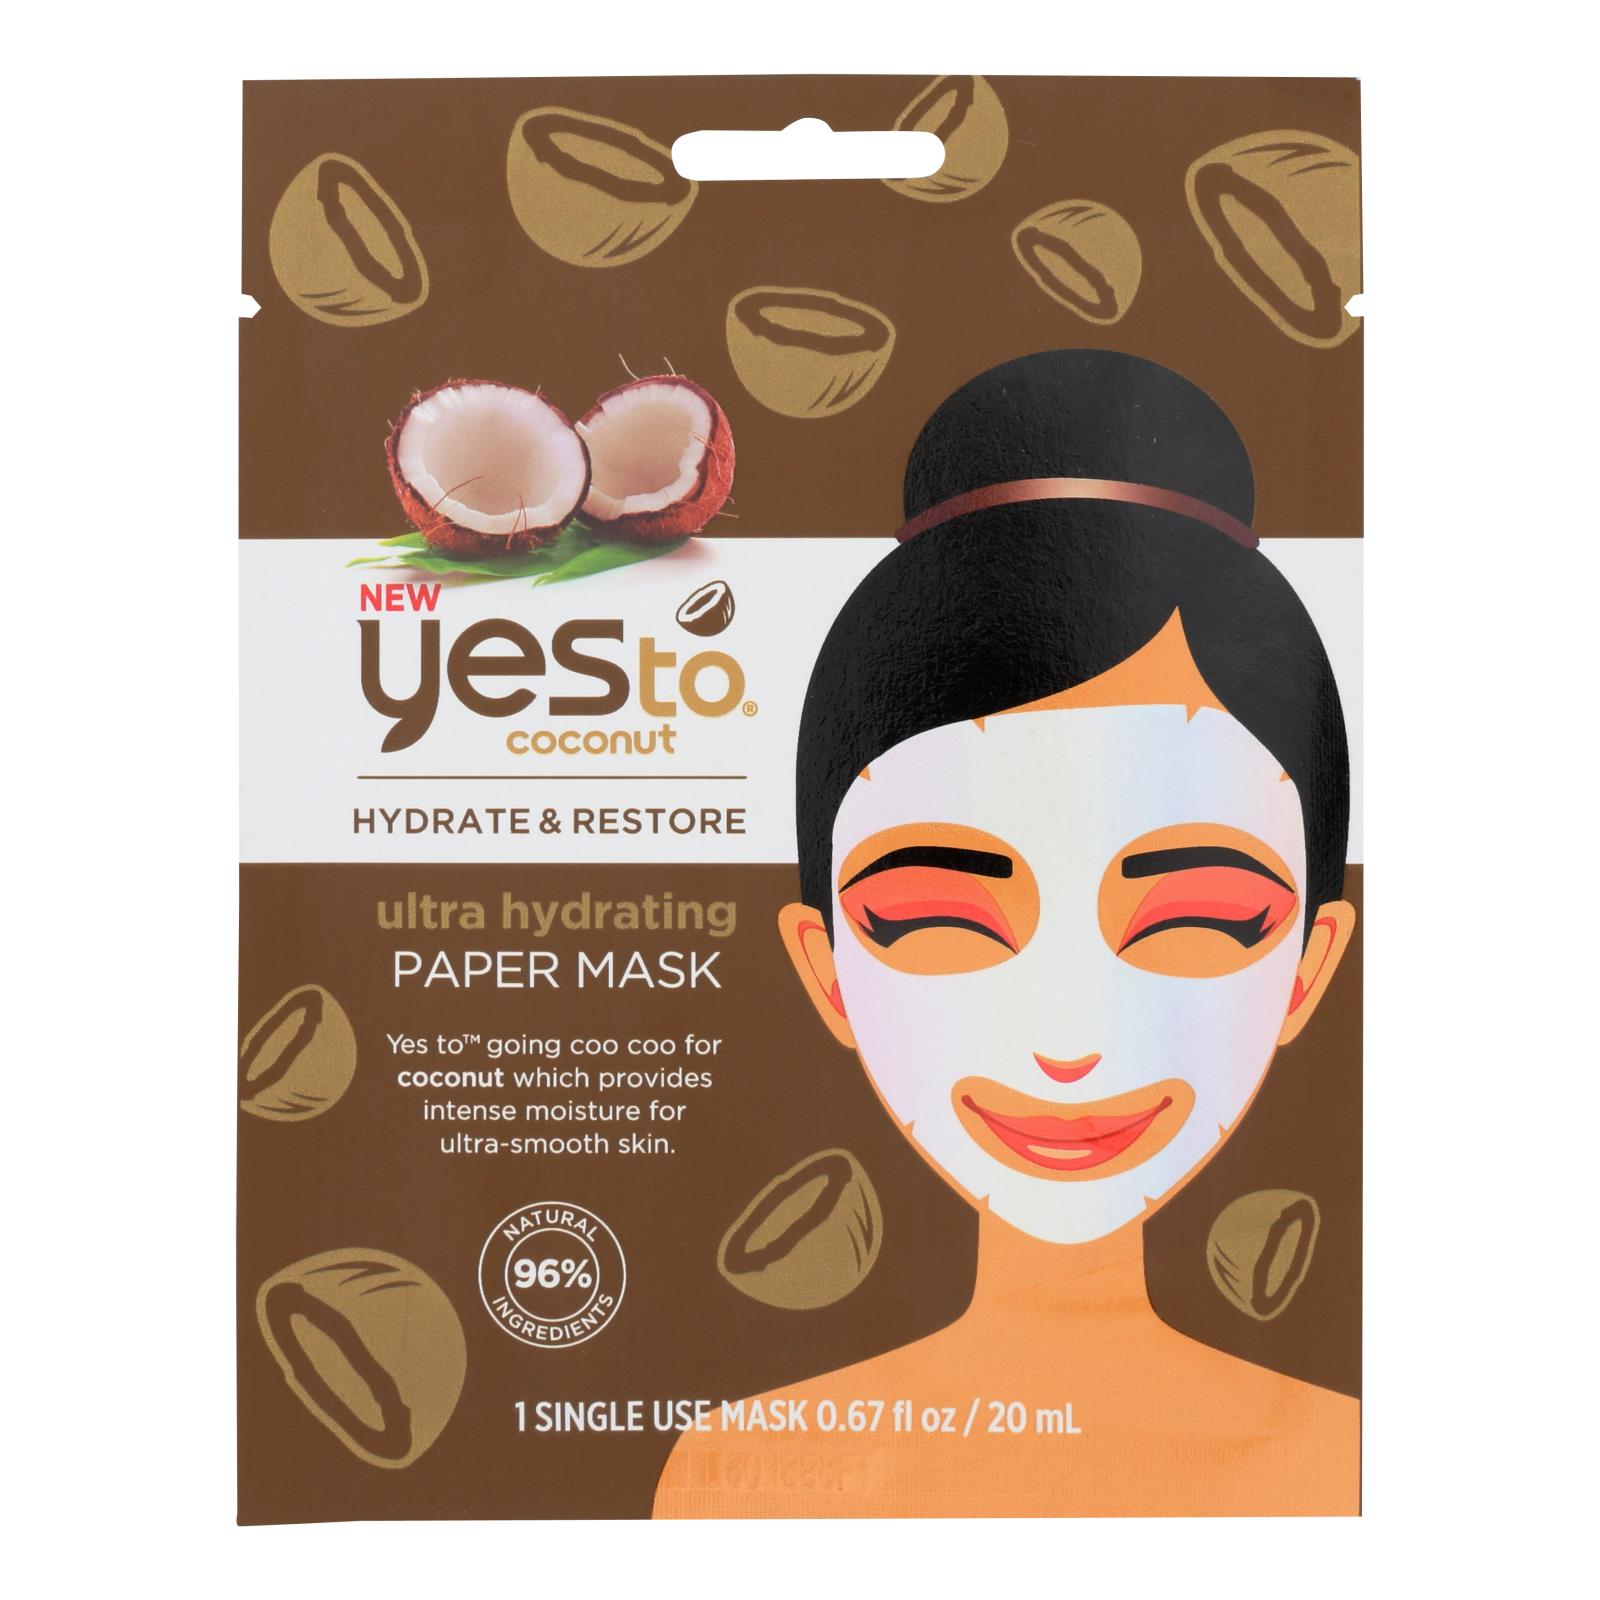 NEW
yes to®
coconut
HYDRATE & RESTORE
ultra hydrating
PAPER MASK
Yes to™ going coo coo for
coconut which provides
intense moisture for
ultra-smooth skin.
NATURAL
96%
INGREDIENTS
1 SINGLE USE MASK 0.67 fl oz / 20 mL